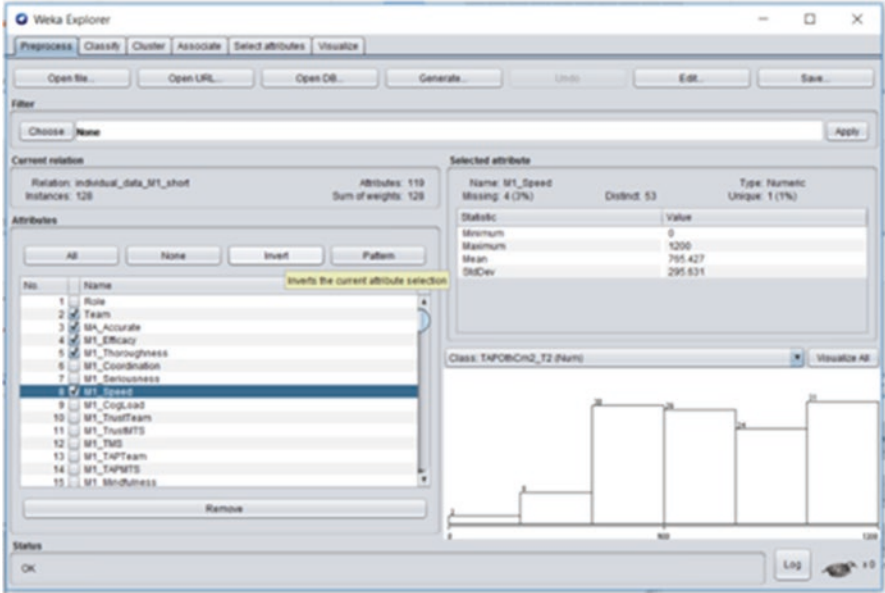 Weka Explorer
Preprocess Classify Cluster Associate Select attributes Visualize
Open file... Open URL... Open DB... Generate... Undo Edit... Save...
Filter
Choose None Apply
Current relation
Relation: individual_data_M1_short Attributes: 119
Instances: 128 Sum of weights: 128
Selected attribute
Name: M1_Speed Type: Numeric
Missing: 4 (3%) Distinct: 53 Unique: 1 (1%)
Statistic Value
Minimum 0
Maximum 1200
Mean 765.427
StdDev 295.631
Attributes
All None Invert Pattern
Inverts the current attribute selection
No. Name
1 Role
2 Team
3 MA_Accurate
4 M1_Efficacy
5 M1_Thoroughness
6 M1_Coordination
7 M1_Seriousness
8 M1_Speed
9 M1_CogLoad
10 M1_TrustTeam
11 M1_TrustMTS
12 M1_TMS
13 M1_TAPTeam
14 M1_TAPMTS
15 M1_Mindfulness
Remove
Class: TAPOthCm2_T2 (Num) Visualize All
30
24
31
0 600 1200
Status
OK
Log x 0